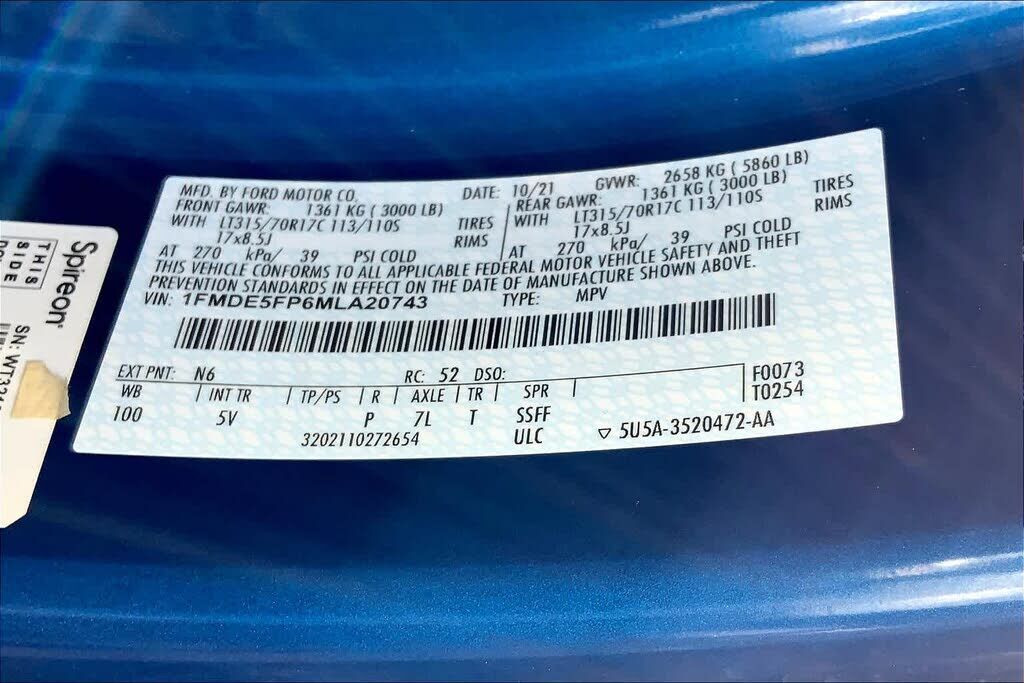 MFD. BY FORD MOTOR CO. DATE: 10/21 GVWR: 2658 KG ( 5860 LB)
FRONT GAWR: 1361 KG ( 3000 LB) REAR GAWR: 1361 KG ( 3000 LB)
WITH LT315/70R17C 113/110S TIRES WITH LT315/70R17C 113/110S TIRES
17x8.5J RIMS 17x8.5J RIMS
AT 270 kPa/ 39 PSI COLD AT 270 kPa/ 39 PSI COLD
THIS VEHICLE CONFORMS TO ALL APPLICABLE FEDERAL MOTOR VEHICLE SAFETY AND THEFT
PREVENTION STANDARDS IN EFFECT ON THE DATE OF MANUFACTURE SHOWN ABOVE.
VIN: 1FMDE5FP6MLA20743 TYPE: MPV
EXT PNT: N6 RC: 52 DSO: F0073
WB INT TR TP/PS R AXLE TR SPR T0254
100 5V P 7L T SSFF
3202110272654 ULC ▽ 5U5A-3520472-AA
Spireon
THIS
SIDE
SN: WT